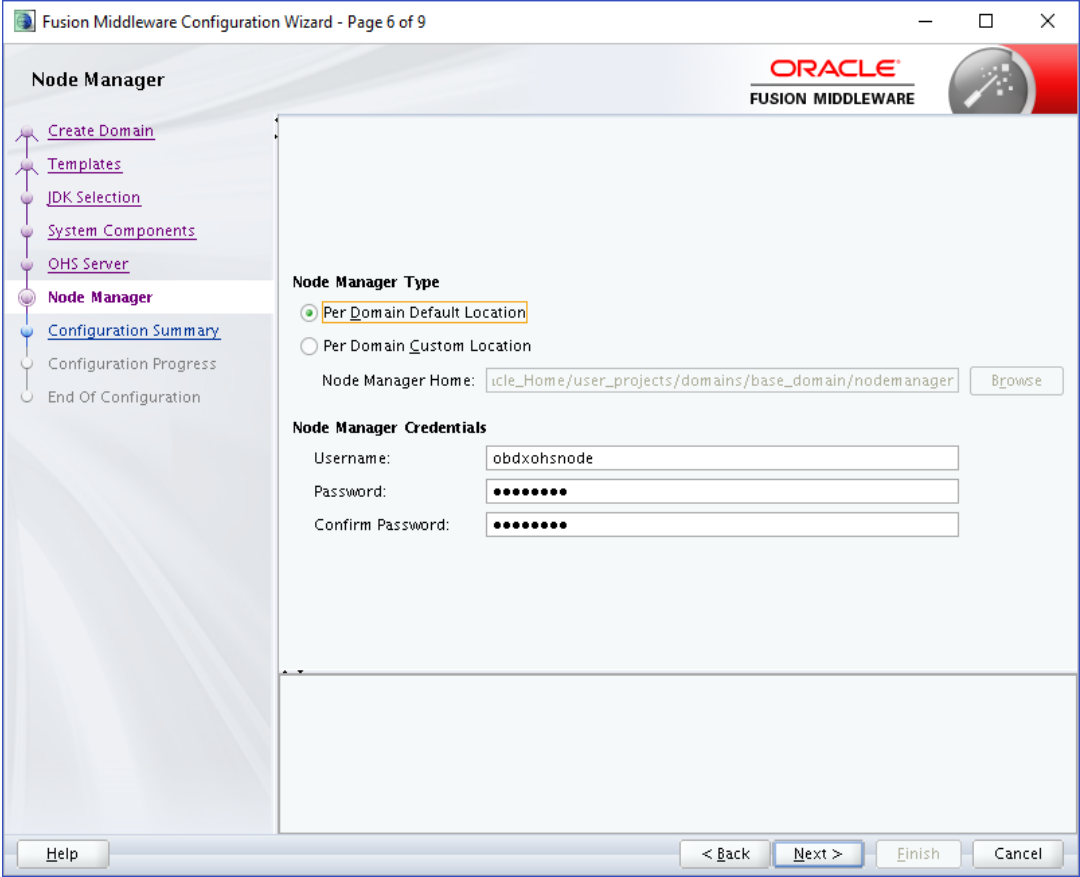 Fusion Middleware Configuration Wizard - Page 6 of 9
Node Manager
ORACLE
FUSION MIDDLEWARE
Create Domain
Templates
JDK Selection
System Components
OHS Server
Node Manager
Configuration Summary
Configuration Progress
End Of Configuration
Node Manager Type
Per Domain Default Location
Per Domain Custom Location
Node Manager Home: cle_Home/user_projects/domains/base_domain/nodemanager Browse
Node Manager Credentials
Username: obdxohsnode
Password: ●●●●●●●●
Confirm Password: ●●●●●●●●
Help < Back Next > Finish Cancel